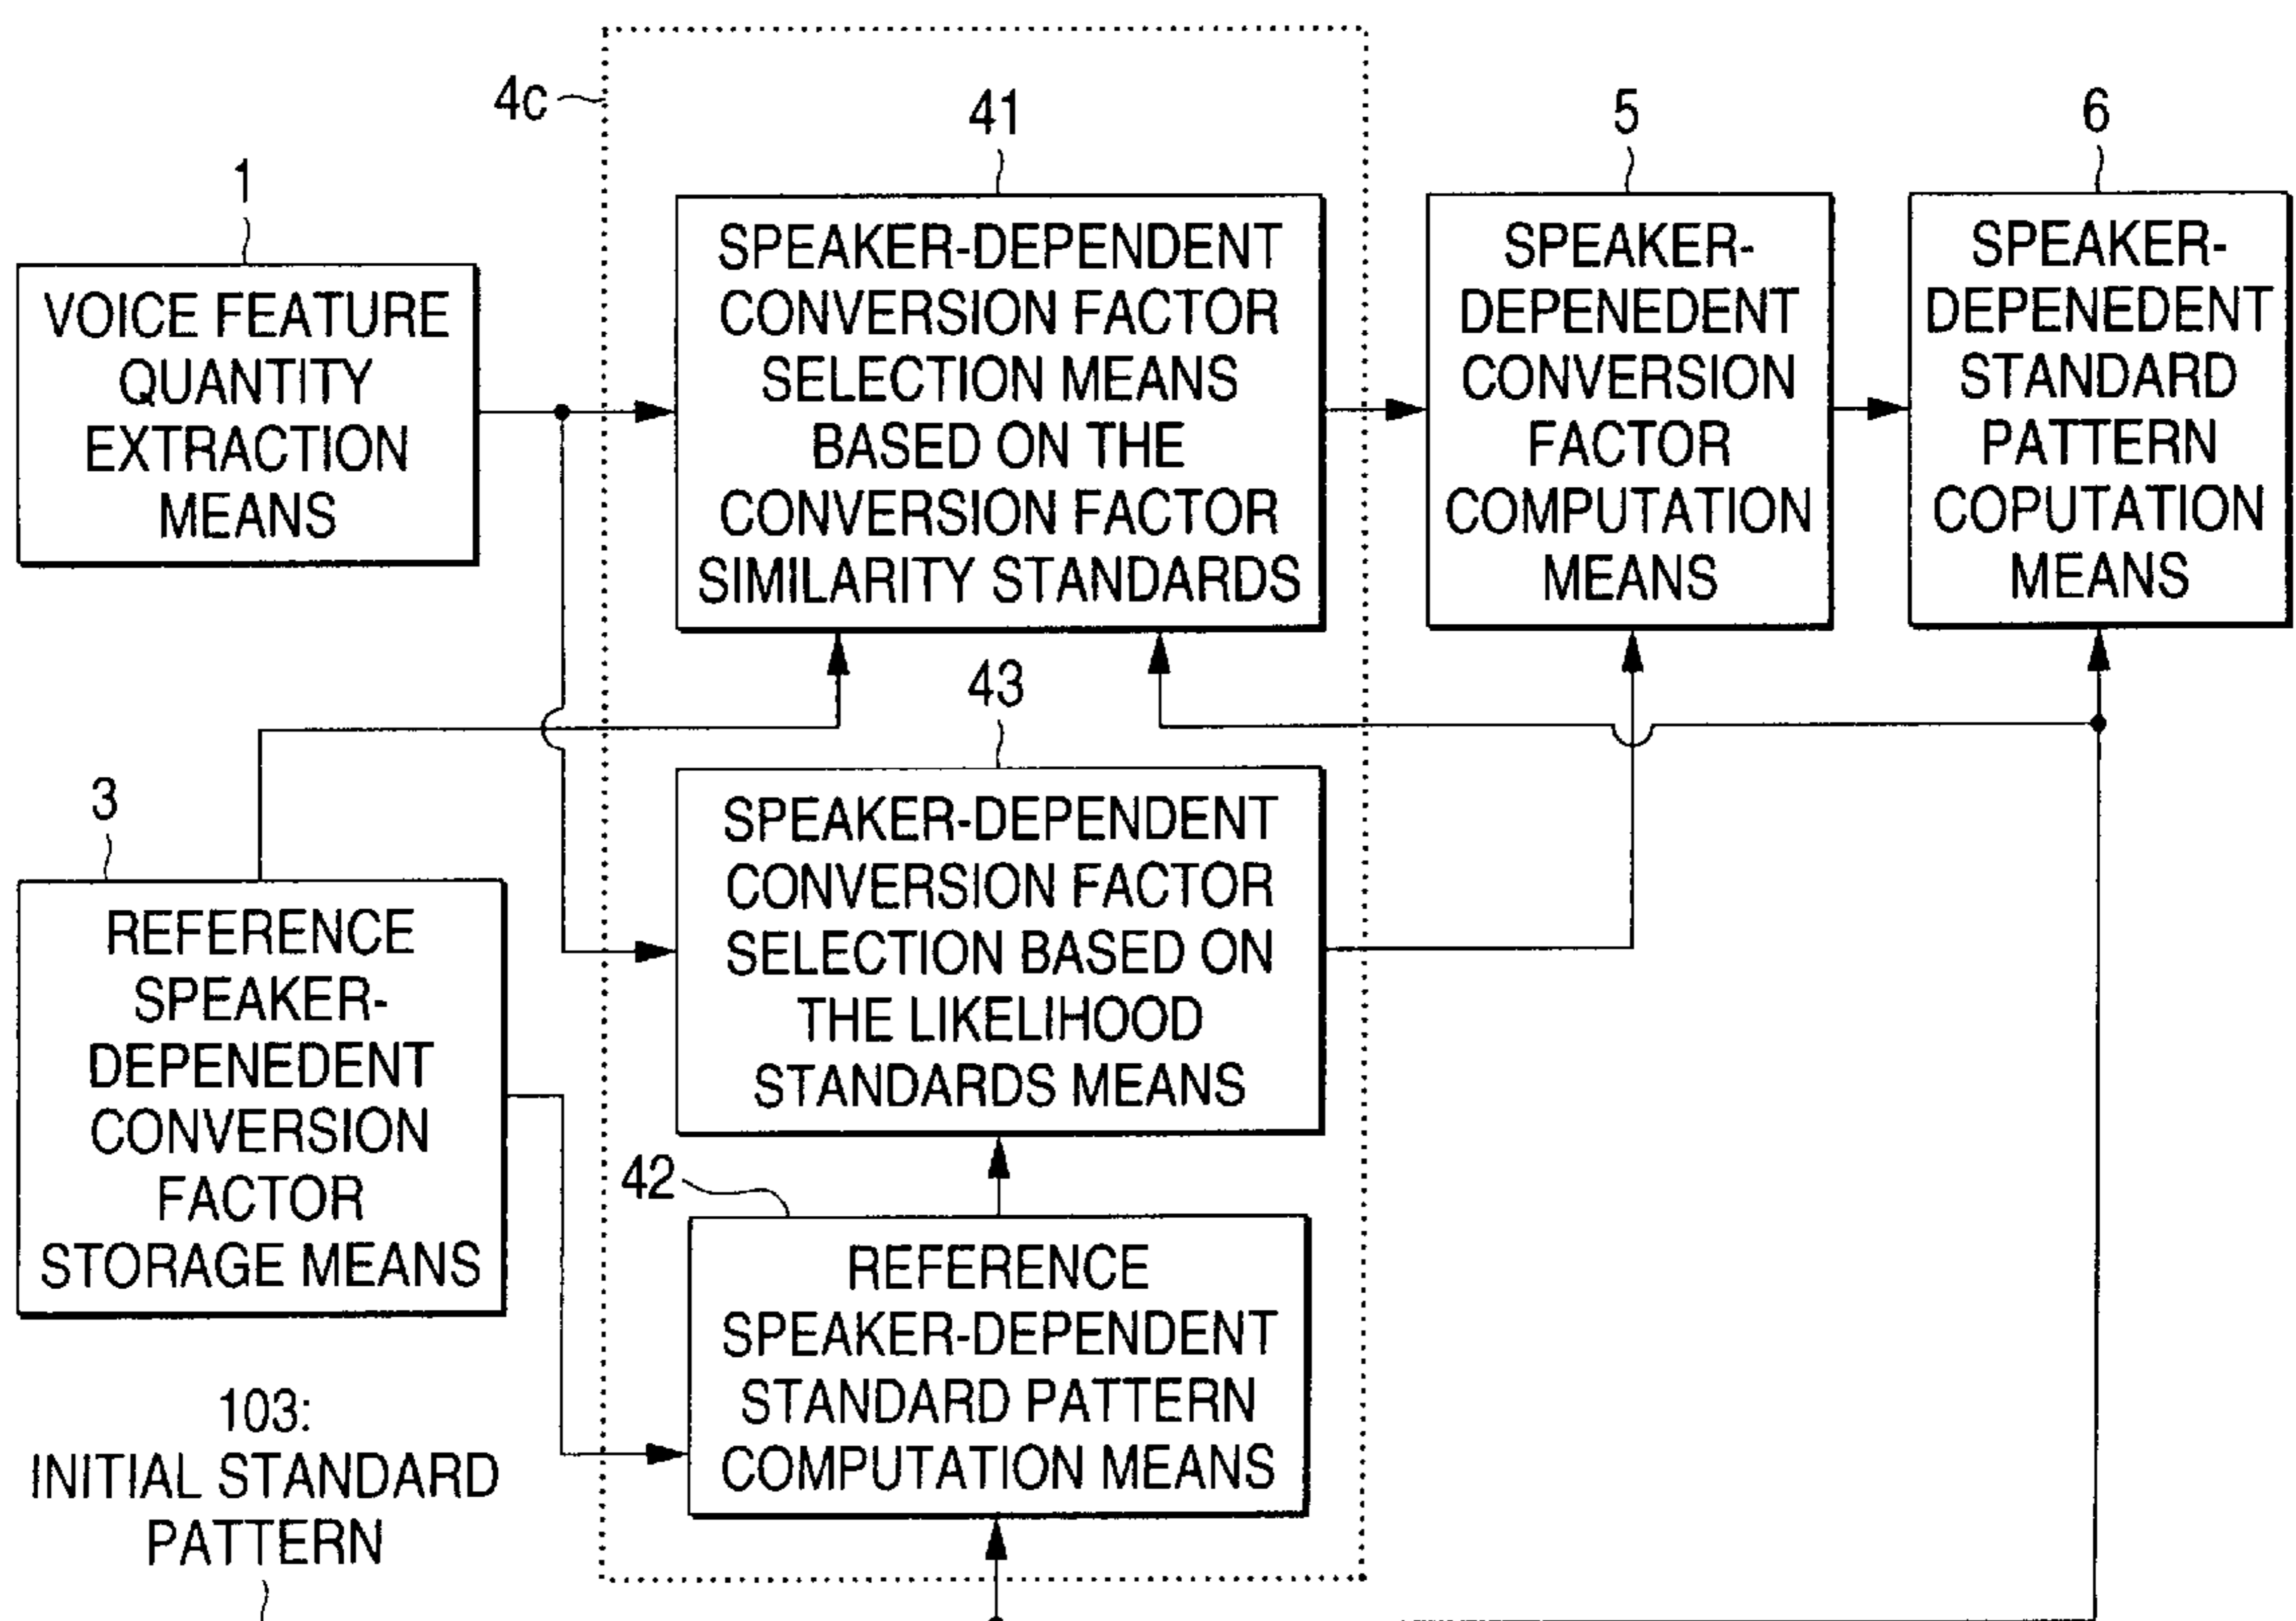 4c
41
5
6
1
SPEAKER-DEPENDENT
CONVERSION FACTOR
SELECTION MEANS
BASED ON THE
CONVERSION FACTOR
SIMILARITY STANDARDS
SPEAKER-
DEPENEDENT
CONVERSION
FACTOR
COMPUTATION
MEANS
SPEAKER-
DEPENEDENT
STANDARD
PATTERN
COPUTATION
MEANS
VOICE FEATURE
QUANTITY
EXTRACTION
MEANS
43
3
SPEAKER-DEPENDENT
CONVERSION FACTOR
SELECTION BASED ON
THE LIKELIHOOD
STANDARDS MEANS
REFERENCE
SPEAKER-
DEPENEDENT
CONVERSION
FACTOR
STORAGE MEANS
42
REFERENCE
SPEAKER-DEPENDENT
STANDARD PATTERN
COMPUTATION MEANS
103:
INITIAL STANDARD
PATTERN